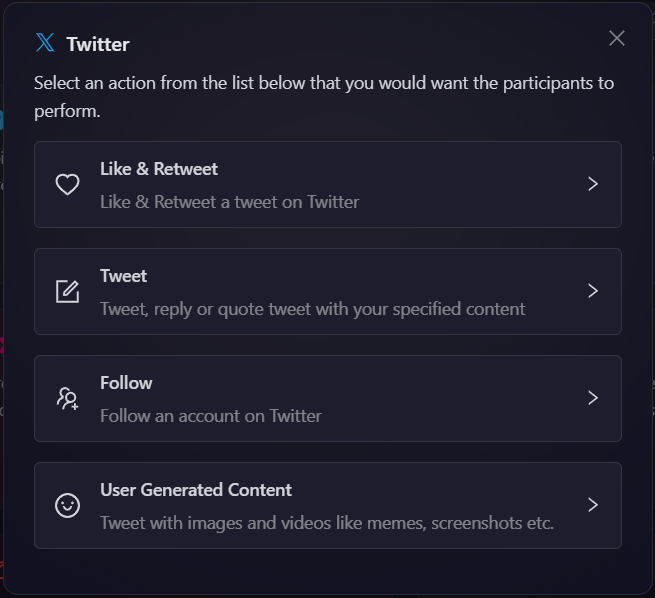 Twitter
Select an action from the list below that you would want the participants to
perform.
Like & Retweet
Like & Retweet a tweet on Twitter
Tweet
Tweet, reply or quote tweet with your specified content
Follow
Follow an account on Twitter
User Generated Content
Tweet with images and videos like memes, screenshots etc.